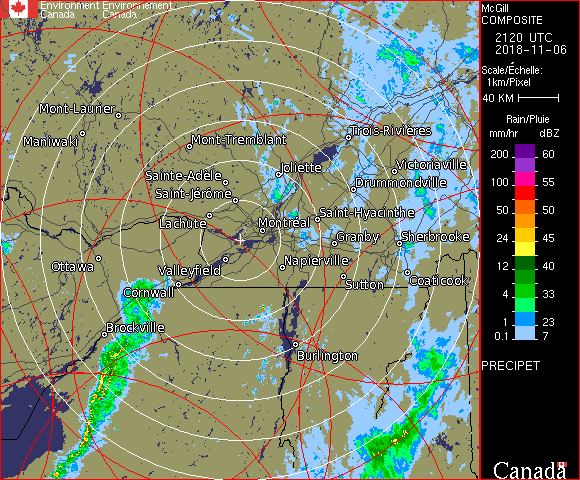 Environment Environnement
Canada Canada
McGill
COMPOSITE
2120 UTC
2018-11-06
Scale/Échelle:
1km/Pixel
40 KM
Rain/Pluie
mm/hr dBZ
200 60
100 55
50 50
24 45
12 40
4 33
2 30
1 23
0.1 7
PRECIPET
Canada
Mont-Laurier
Maniwaki
Mont-Tremblant
Trois-Rivières
Sainte-Adèle
Joliette
Victoriaville
Saint-Jérôme
Drummondville
Lachute
Montréal
Saint-Hyacinthe
Granby
Sherbrooke
Ottawa
Valleyfield
Napierville
Sutton
Coaticook
Cornwall
Brockville
Burlington